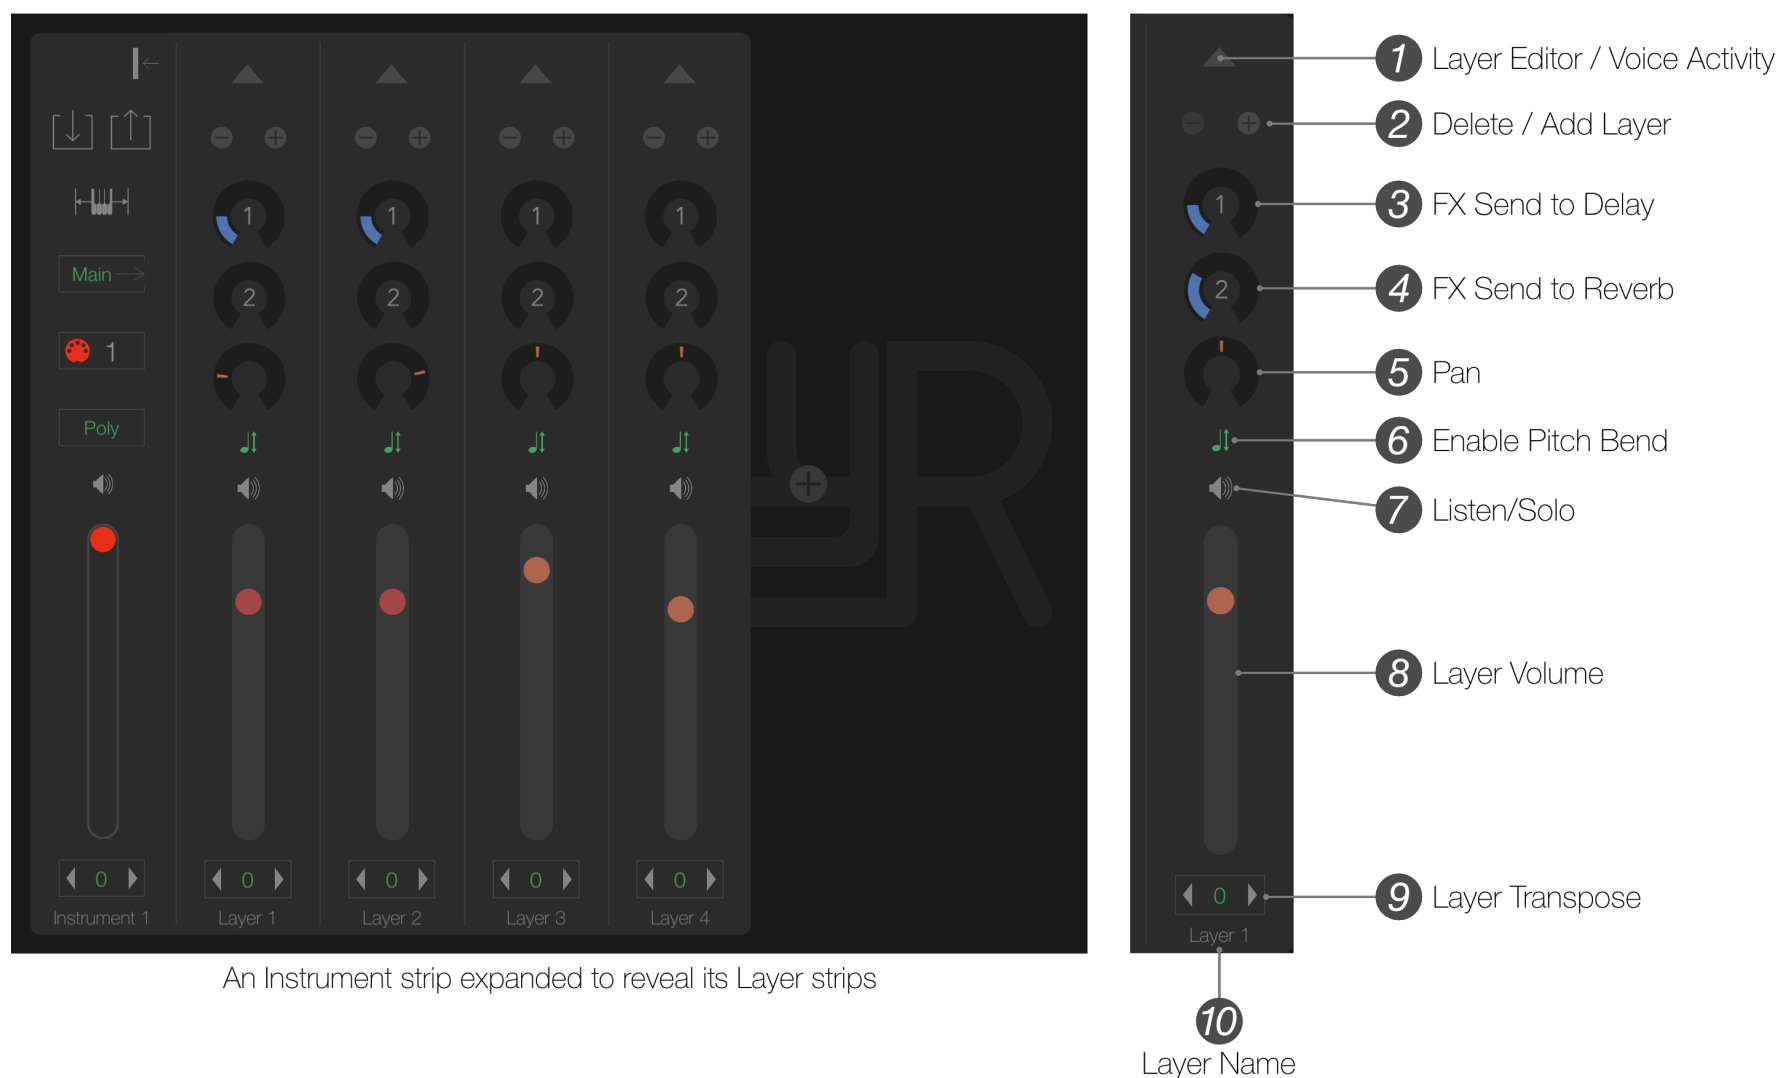 Main
1
Poly
0
Instrument 1
1
2
0
Layer 1
1
2
0
Layer 2
1
2
0
Layer 3
1
2
0
Layer 4
R
An Instrument strip expanded to reveal its Layer strips
1
2
0
Layer 1
1 Layer Editor / Voice Activity
2 Delete / Add Layer
3 FX Send to Delay
4 FX Send to Reverb
5 Pan
6 Enable Pitch Bend
7 Listen/Solo
8 Layer Volume
9 Layer Transpose
10
Layer Name